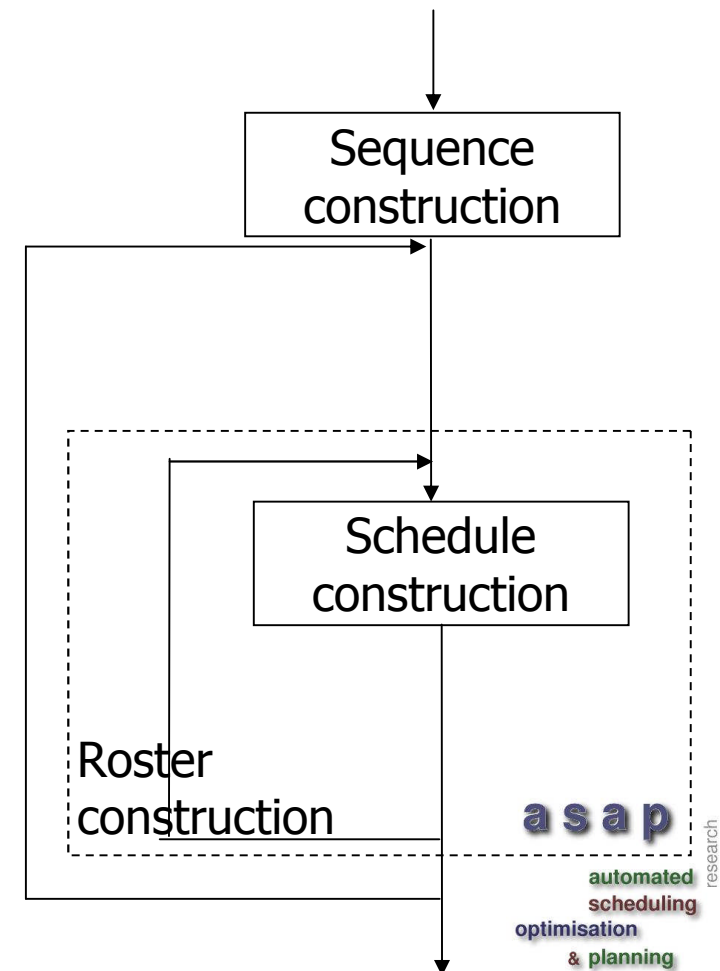 Sequence
construction
Schedule
construction
Roster
construction
asap
research
automated
scheduling
optimisation
& planning